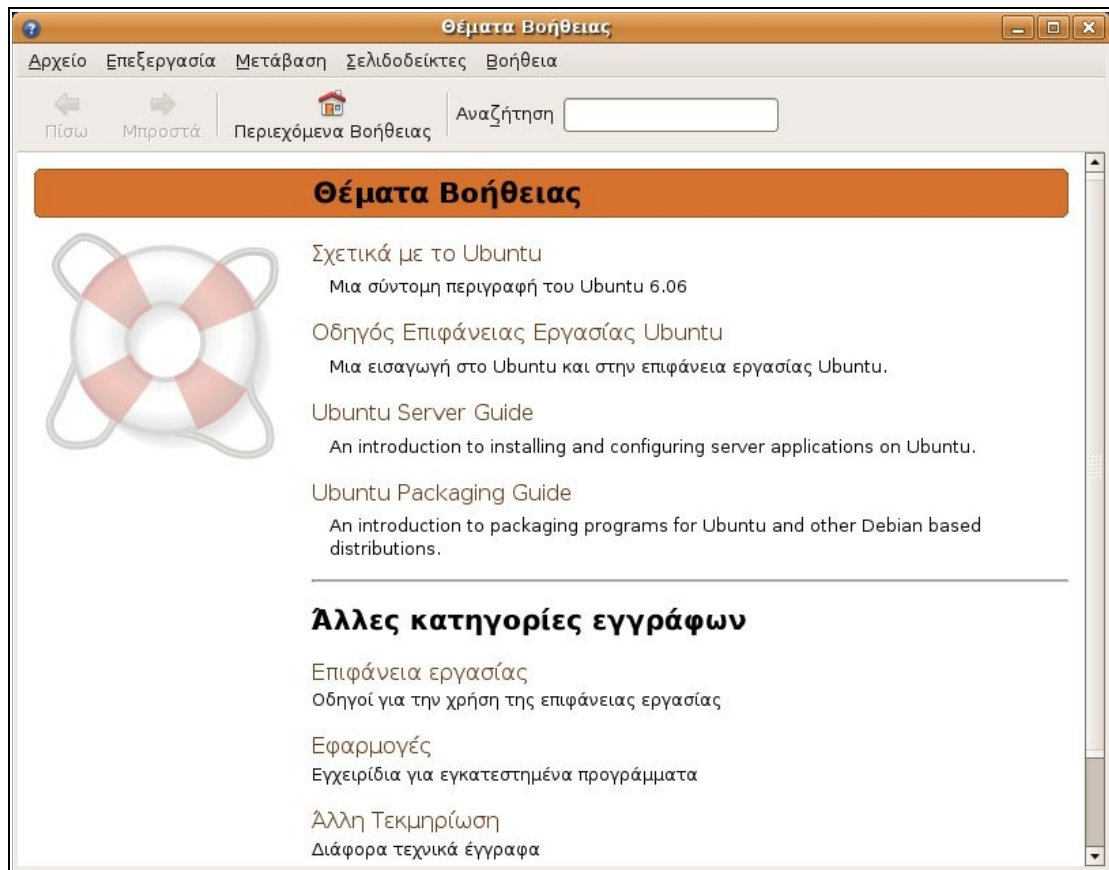 Θέματα Βοήθειας
Αρχείο Επεξεργασία Μετάβαση Σελιδοδείκτες Βοήθεια
Πίσω Μπροστά Περιεχόμενα Βοήθειας Αναζήτηση
Θέματα Βοήθειας
Σχετικά με το Ubuntu
Μια σύντομη περιγραφή του Ubuntu 6.06
Οδηγός Επιφάνειας Εργασίας Ubuntu
Μια εισαγωγή στο Ubuntu και στην επιφάνεια εργασίας Ubuntu.
Ubuntu Server Guide
An introduction to installing and configuring server applications on Ubuntu.
Ubuntu Packaging Guide
An introduction to packaging programs for Ubuntu and other Debian based
distributions.
Άλλες κατηγορίες εγγράφων
Επιφάνεια εργασίας
Οδηγοί για την χρήση της επιφάνειας εργασίας
Εφαρμογές
Εγχειρίδια για εγκατεστημένα προγράμματα
Άλλη Τεκμηρίωση
Διάφορα τεχνικά έγγραφα